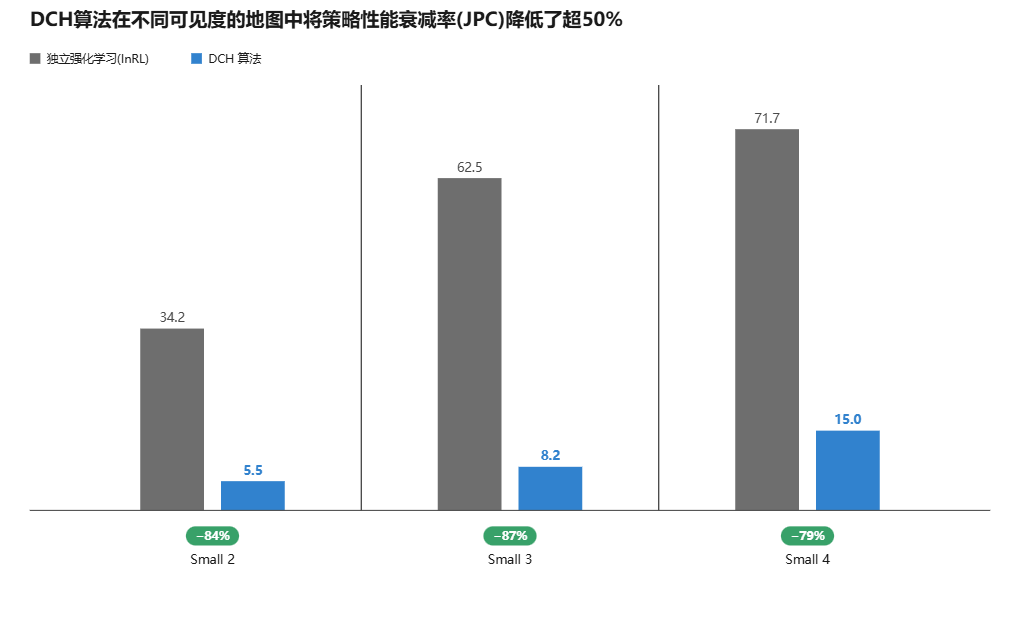 DCH算法在不同可见度的地图中将策略性能衰减率(JPC)降低了超50%
独立强化学习(InRL) DCH 算法
34.2
5.5
62.5
8.2
71.7
15.0
−84%
−87%
−79%
Small 2
Small 3
Small 4